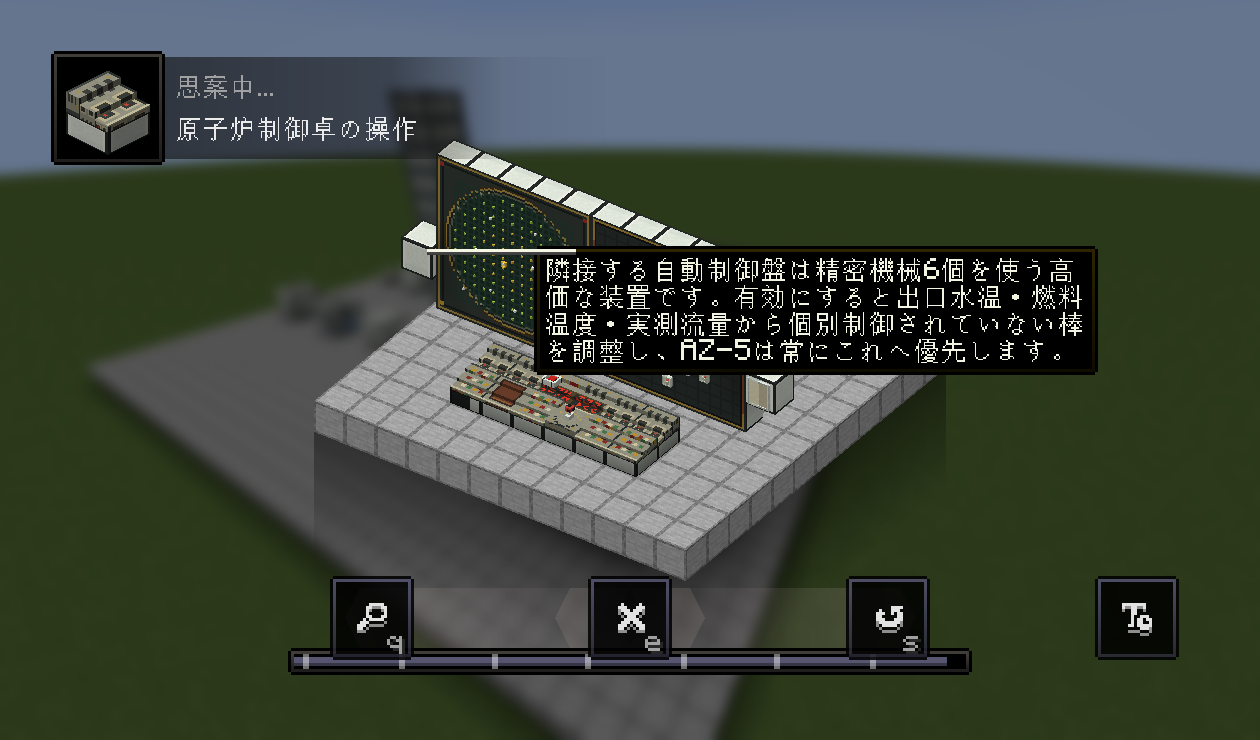 思案中...
原子炉制御卓の操作
隣接する自動制御盤は精密機械6個を使う高
価な装置です。有効にすると出口水温・燃料
温度・実測流量から個別制御されていない棒
を調整し、AZ-5は常にこれへ優先します。
q
e
s